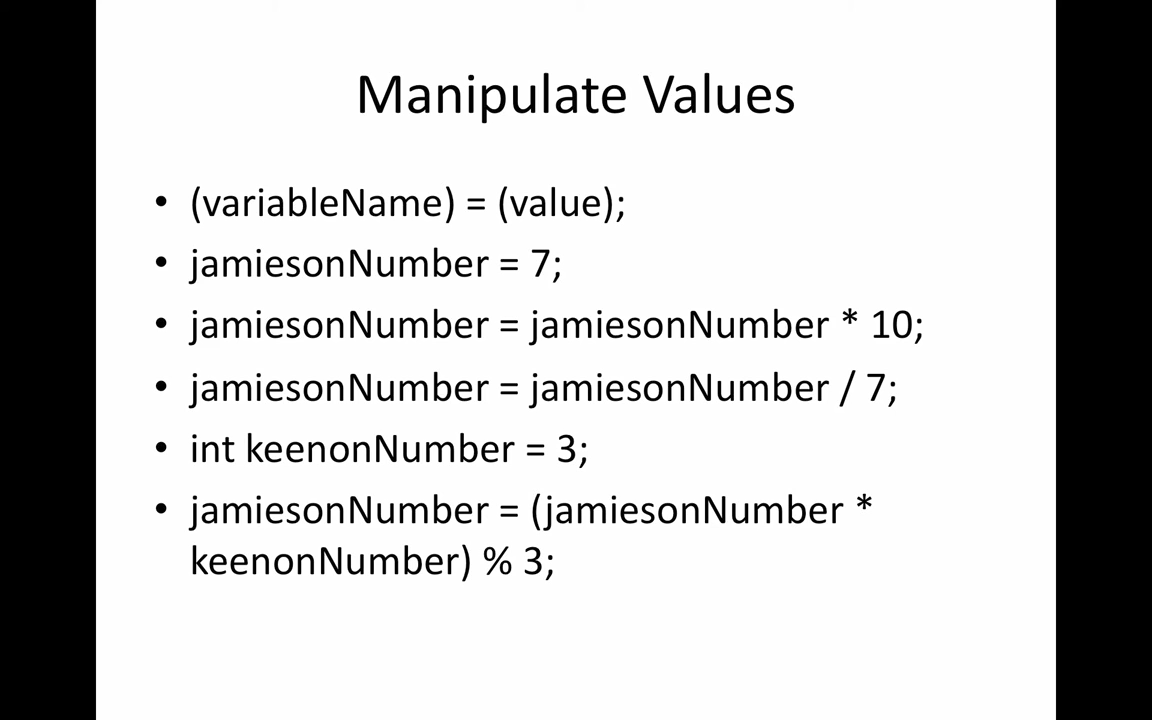 Manipulate Values
• (variableName) = (value);
• jamiesonNumber = 7;
• jamiesonNumber = jamiesonNumber * 10;
• jamiesonNumber = jamiesonNumber / 7;
• int keenonNumber = 3;
• jamiesonNumber = (jamiesonNumber *
keenonNumber) % 3;